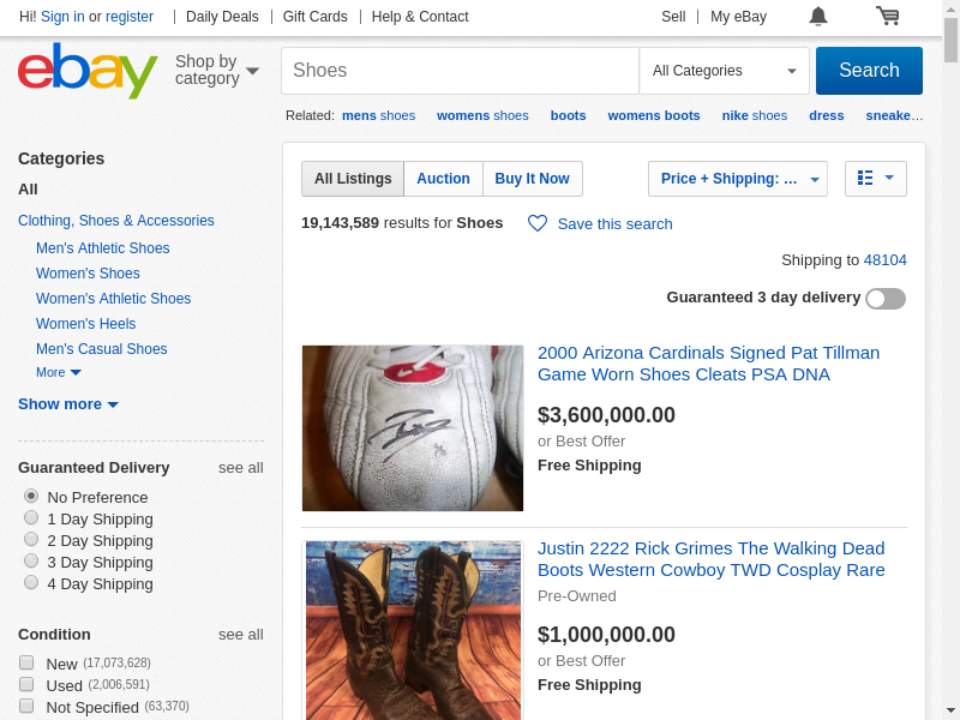 Hi! Sign in or register
Daily Deals
Gift Cards
Help & Contact
Sell
My eBay
ebay
Shop by
category
Shoes
All Categories
Search
Related: mens shoes womens shoes boots womens boots nike shoes dress sneake…
Categories
All
Clothing, Shoes & Accessories
Men's Athletic Shoes
Women's Shoes
Women's Athletic Shoes
Women's Heels
Men's Casual Shoes
More
Show more
Guaranteed Delivery see all
No Preference
1 Day Shipping
2 Day Shipping
3 Day Shipping
4 Day Shipping
Condition see all
New (17,073,628)
Used (2,006,591)
Not Specified (63,370)
All Listings
Auction
Buy It Now
Price + Shipping: ...
19,143,589 results for Shoes
Save this search
Shipping to 48104
Guaranteed 3 day delivery
2000 Arizona Cardinals Signed Pat Tillman
Game Worn Shoes Cleats PSA DNA
$3,600,000.00
or Best Offer
Free Shipping
Justin 2222 Rick Grimes The Walking Dead
Boots Western Cowboy TWD Cosplay Rare
Pre-Owned
$1,000,000.00
or Best Offer
Free Shipping